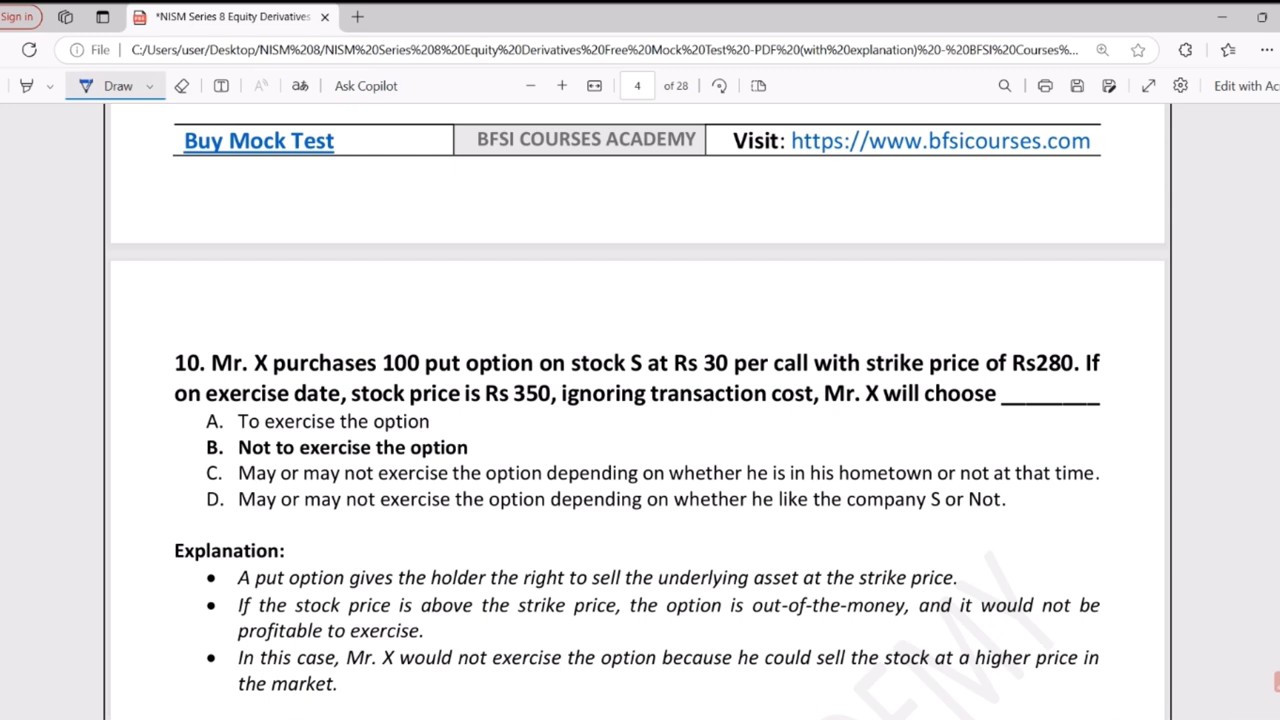 Sign in
*NISM Series 8 Equity Derivatives
File
C:/Users/user/Desktop/NISM%208/NISM%20Series%208%20Equity%20Derivatives%20Free%20Mock%20Test%20-PDF%20(with%20explanation)%20-%20BFSI%20Courses%...
Draw
Ask Copilot
4 of 28
Edit with Ac
Buy Mock Test
BFSI COURSES ACADEMY
Visit: https://www.bfsicourses.com
10. Mr. X purchases 100 put option on stock S at Rs 30 per call with strike price of Rs280. If
on exercise date, stock price is Rs 350, ignoring transaction cost, Mr. X will choose ________
A. To exercise the option
B. Not to exercise the option
C. May or may not exercise the option depending on whether he is in his hometown or not at that time.
D. May or may not exercise the option depending on whether he like the company S or Not.
Explanation:
• A put option gives the holder the right to sell the underlying asset at the strike price.
• If the stock price is above the strike price, the option is out-of-the-money, and it would not be
profitable to exercise.
• In this case, Mr. X would not exercise the option because he could sell the stock at a higher price in
the market.